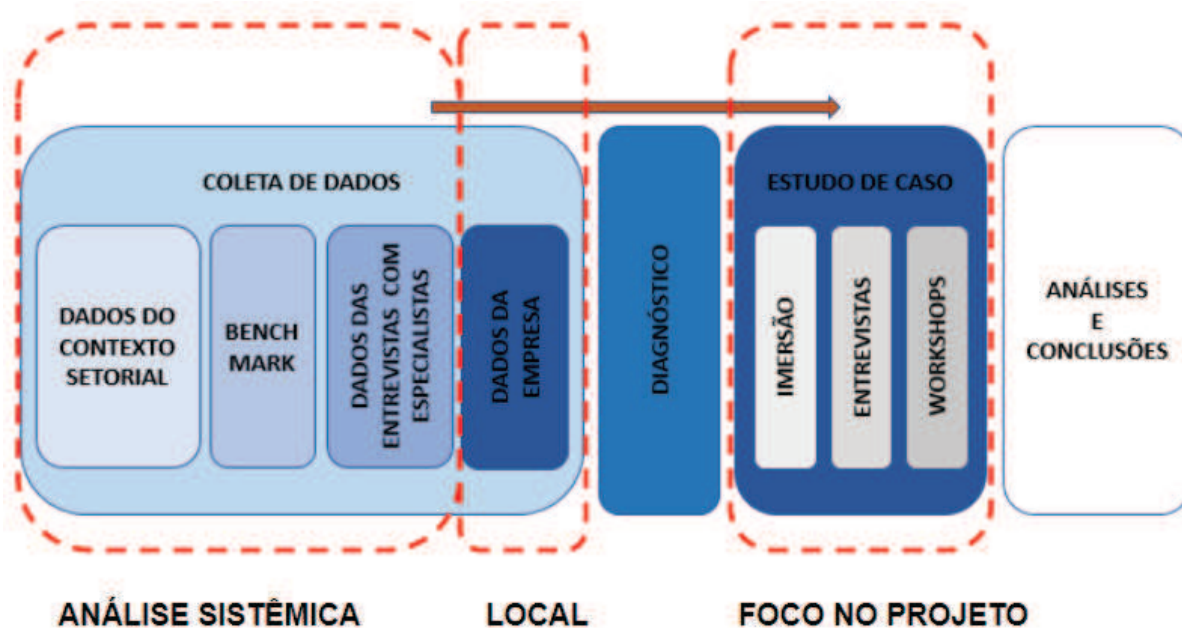 COLETA DE DADOS
DADOS DO
CONTEXTO
SETORIAL
BENCH
MARK
DADOS DAS
ENTREVISTAS COM
ESPECIALISTAS
DADOS DA
EMPRESA
DIAGNÓSTICO
ESTUDO DE CASO
IMERSÃO
ENTREVISTAS
WORKSHOPS
ANÁLISES
E
CONCLUSÕES
ANÁLISE SISTÊMICA
LOCAL
FOCO NO PROJETO